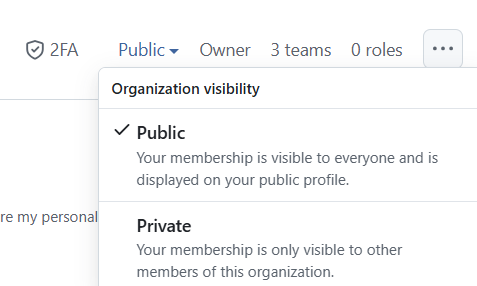 2FA Public Owner 3 teams 0 roles
Organization visibility
Public
Your membership is visible to everyone and is
displayed on your public profile.
re my personal
Private
Your membership is only visible to other
members of this organization.